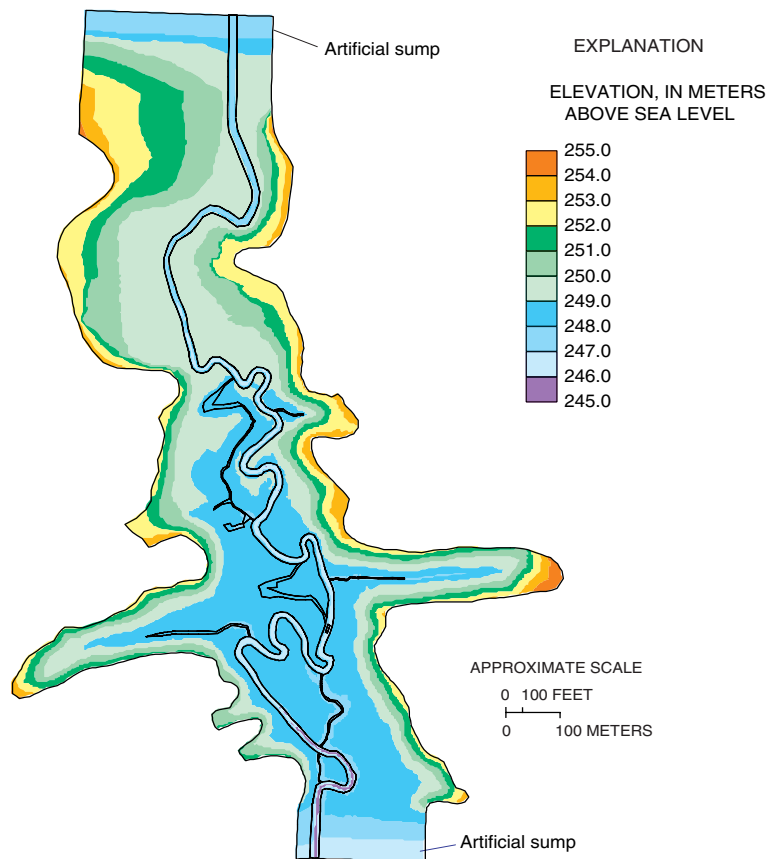 Artificial sump
EXPLANATION
ELEVATION, IN METERS
ABOVE SEA LEVEL
255.0
254.0
253.0
252.0
251.0
250.0
249.0
248.0
247.0
246.0
245.0
APPROXIMATE SCALE
0 100 FEET
0 100 METERS
Artificial sump